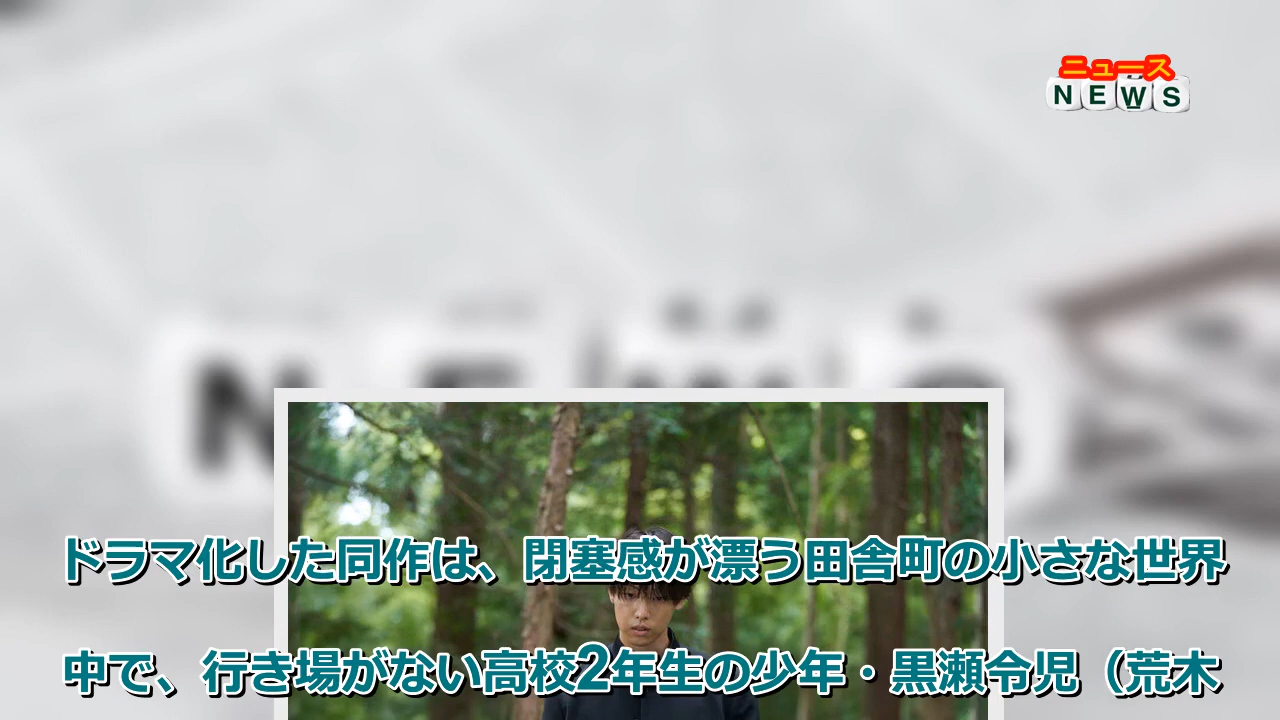 ニュース
NEWS
ドラマ化した同作は、閉塞感が漂う田舎町の小さな世界
中で、行き場がない高校2年生の少年・黒瀬令児（荒木